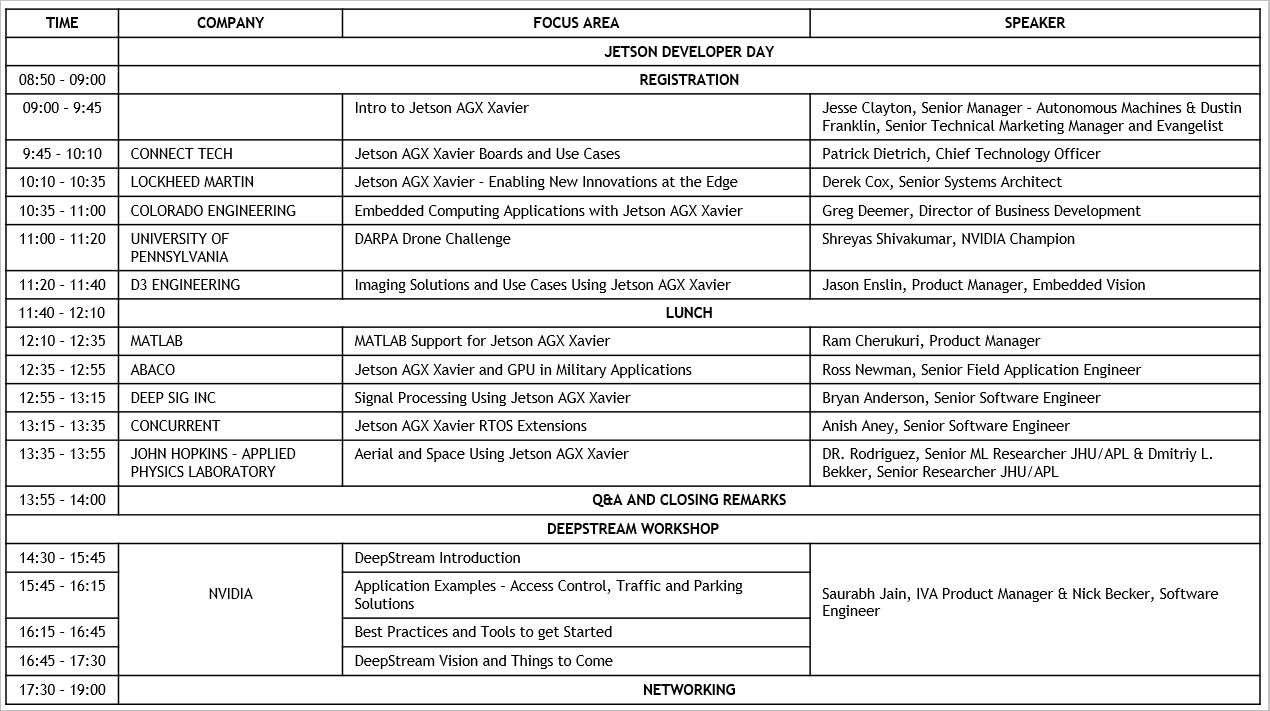 TIME COMPANY FOCUS AREA SPEAKER
JETSON DEVELOPER DAY
08:50 - 09:00 REGISTRATION
09:00 - 9:45 Intro to Jetson AGX Xavier Jesse Clayton, Senior Manager - Autonomous Machines & Dustin
Franklin, Senior Technical Marketing Manager and Evangelist
9:45 - 10:10 CONNECT TECH Jetson AGX Xavier Boards and Use Cases Patrick Dietrich, Chief Technology Officer
10:10 - 10:35 LOCKHEED MARTIN Jetson AGX Xavier - Enabling New Innovations at the Edge Derek Cox, Senior Systems Architect
10:35 - 11:00 COLORADO ENGINEERING Embedded Computing Applications with Jetson AGX Xavier Greg Deemer, Director of Business Development
11:00 - 11:20 UNIVERSITY OF DARPA Drone Challenge Shreyas Shivakumar, NVIDIA Champion
PENNSYLVANIA
11:20 - 11:40 D3 ENGINEERING Imaging Solutions and Use Cases Using Jetson AGX Xavier Jason Enslin, Product Manager, Embedded Vision
11:40 - 12:10 LUNCH
12:10 - 12:35 MATLAB MATLAB Support for Jetson AGX Xavier Ram Cherukuri, Product Manager
12:35 - 12:55 ABACO Jetson AGX Xavier and GPU in Military Applications Ross Newman, Senior Field Application Engineer
12:55 - 13:15 DEEP SIG INC Signal Processing Using Jetson AGX Xavier Bryan Anderson, Senior Software Engineer
13:15 - 13:35 CONCURRENT Jetson AGX Xavier RTOS Extensions Anish Aney, Senior Software Engineer
13:35 - 13:55 JOHN HOPKINS - APPLIED Aerial and Space Using Jetson AGX Xavier DR. Rodriguez, Senior ML Researcher JHU/APL & Dmitriy L.
PHYSICS LABORATORY Bekker, Senior Researcher JHU/APL
13:55 - 14:00 Q&A AND CLOSING REMARKS
DEEPSTREAM WORKSHOP
14:30 - 15:45 DeepStream Introduction
15:45 - 16:15 NVIDIA Application Examples - Access Control, Traffic and Parking Saurabh Jain, IVA Product Manager & Nick Becker, Software
Solutions Engineer
16:15 - 16:45 Best Practices and Tools to get Started
16:45 - 17:30 DeepStream Vision and Things to Come
17:30 - 19:00 NETWORKING